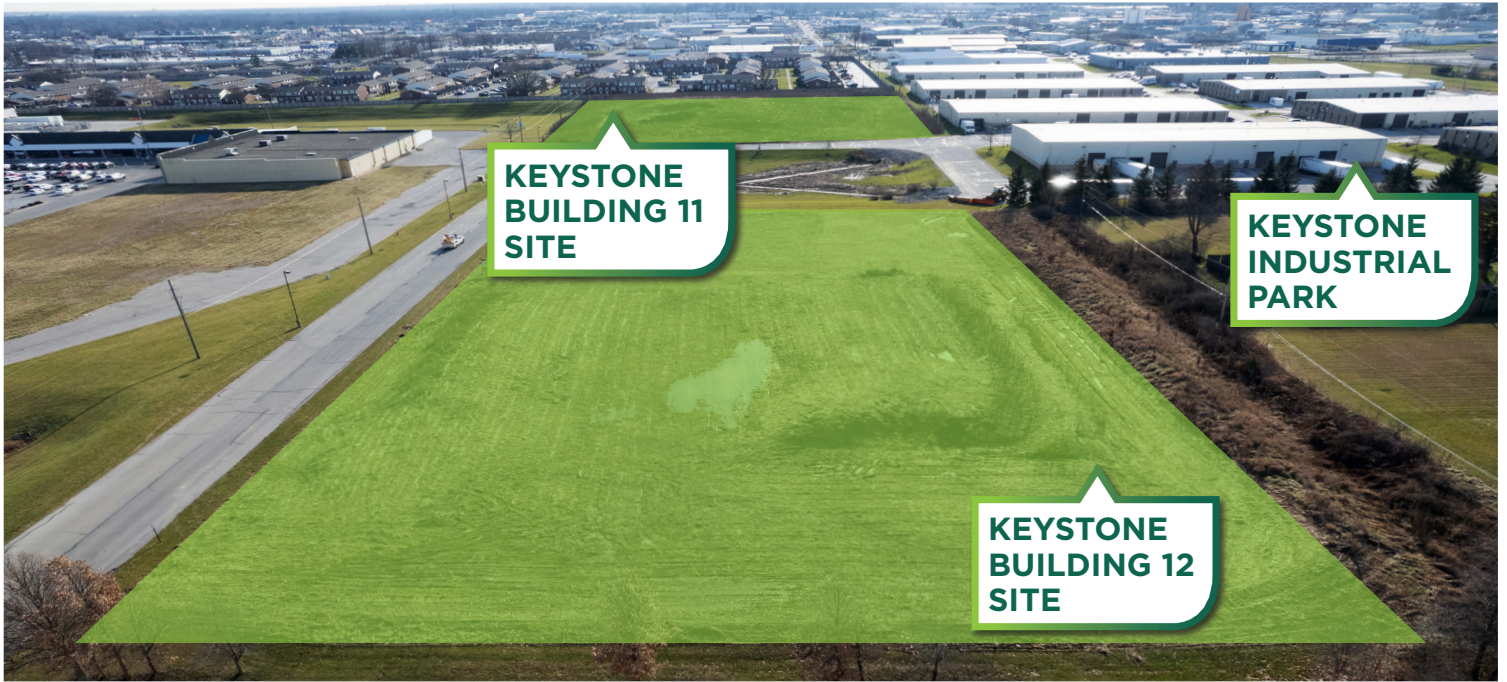 KEYSTONE
BUILDING 11
SITE
KEYSTONE
INDUSTRIAL
PARK
KEYSTONE
BUILDING 12
SITE